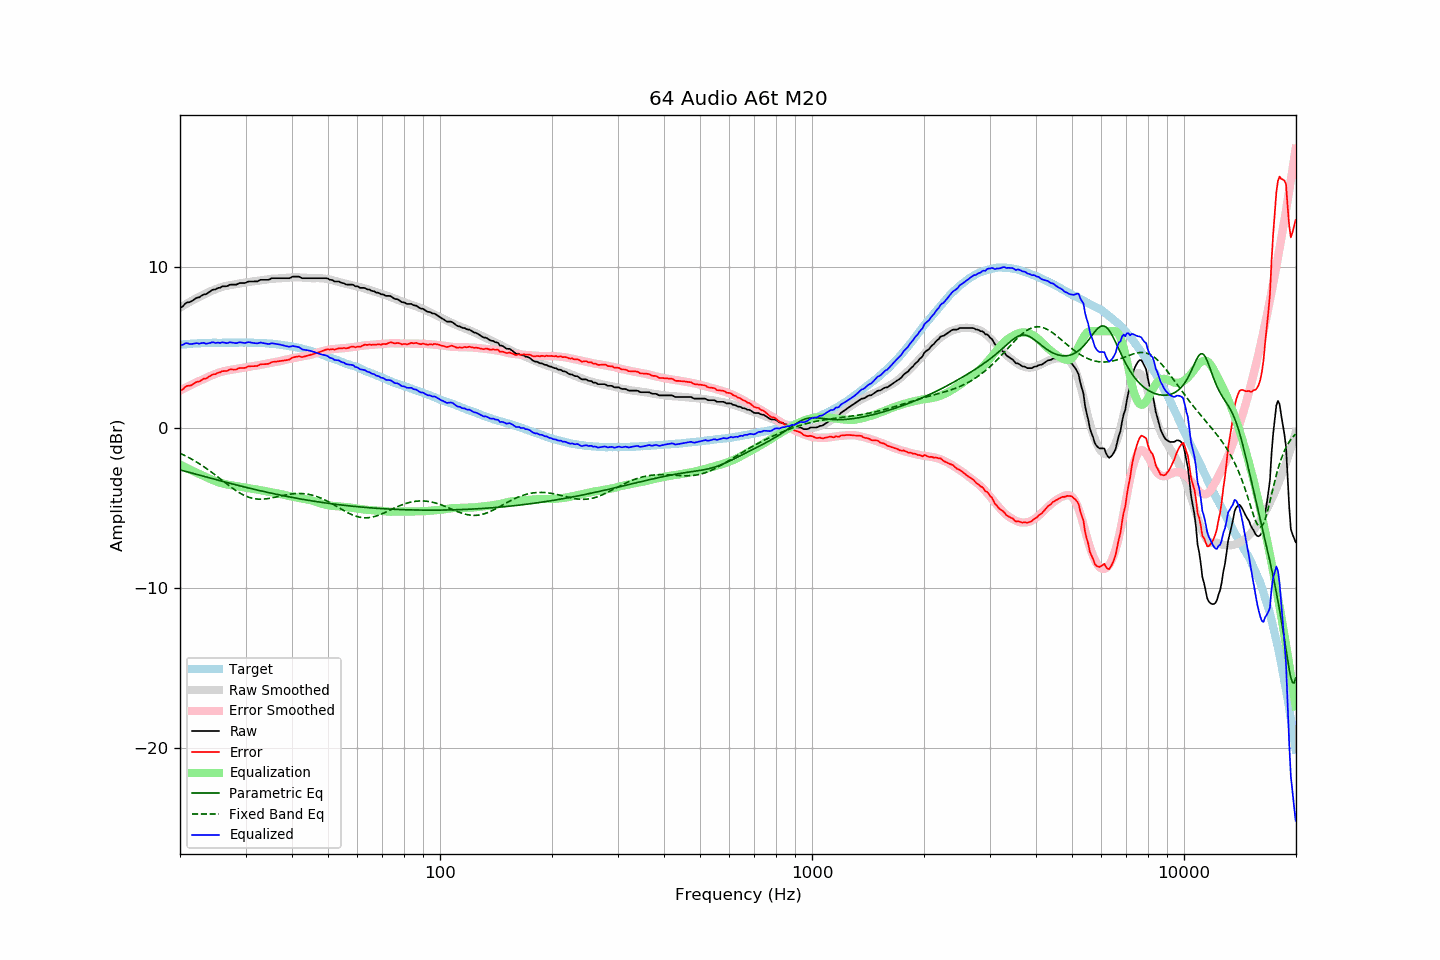 64 Audio A6t M20
Amplitude (dBr)
10
0
−10
−20
Target
Raw Smoothed
Error Smoothed
Raw
Error
Equalization
Parametric Eq
Fixed Band Eq
Equalized
100
1000
10000
Frequency (Hz)